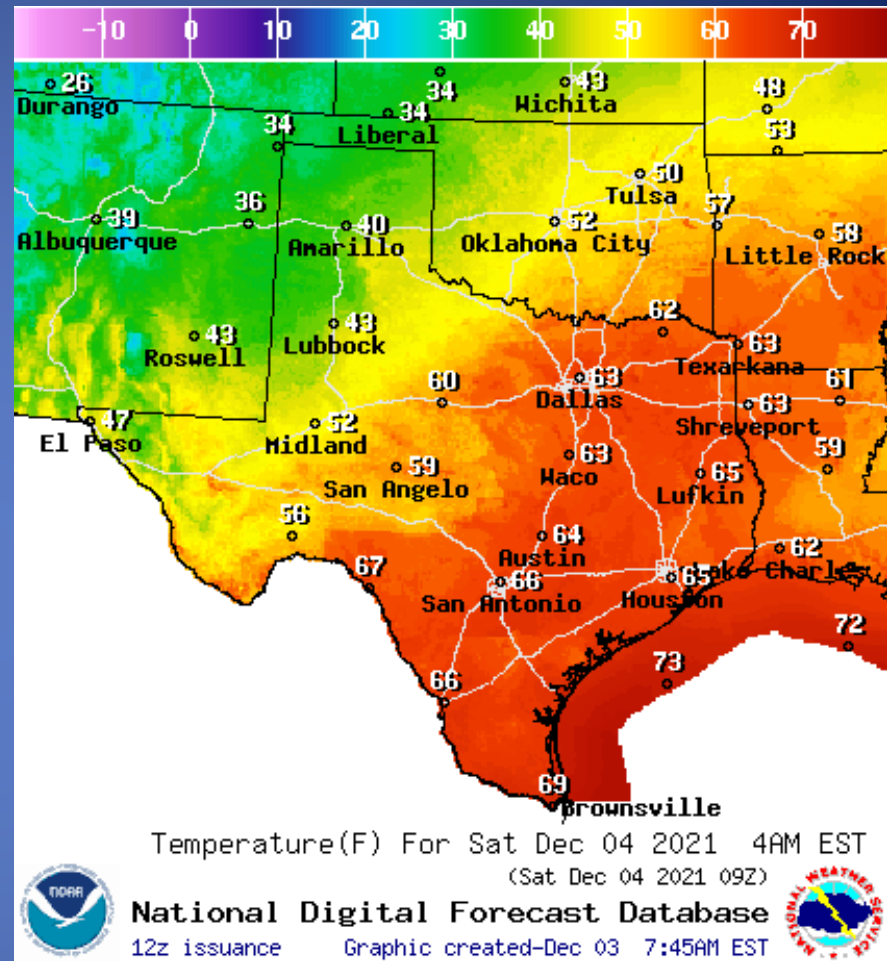 -10 0 10 20 30 40 50 60 70
26
Durango
34
43
Wichita
48
34
Liberal
34
53
50
Tulsa
39
Albuquerque
36
40
Amarillo
52
Oklahoma City
57
58
Little Rock
43
Roswell
43
Lubbock
62
63
Texarkana
63
Dallas
60
63
Shreveport
61
47
El Paso
52
Midland
59
San Angelo
63
Waco
65
Lufkin
59
56
64
Austin
62
Lake Charles
67
66
San Antonio
65
Houston
72
73
66
69
Brownsville
Temperature(F) For Sat Dec 04 2021 4AM EST
(Sat Dec 04 2021 09Z)
National Digital Forecast Database
12z issuance Graphic created-Dec 03 7:45AM EST
NOAA
NATIONAL WEATHER SERVICE